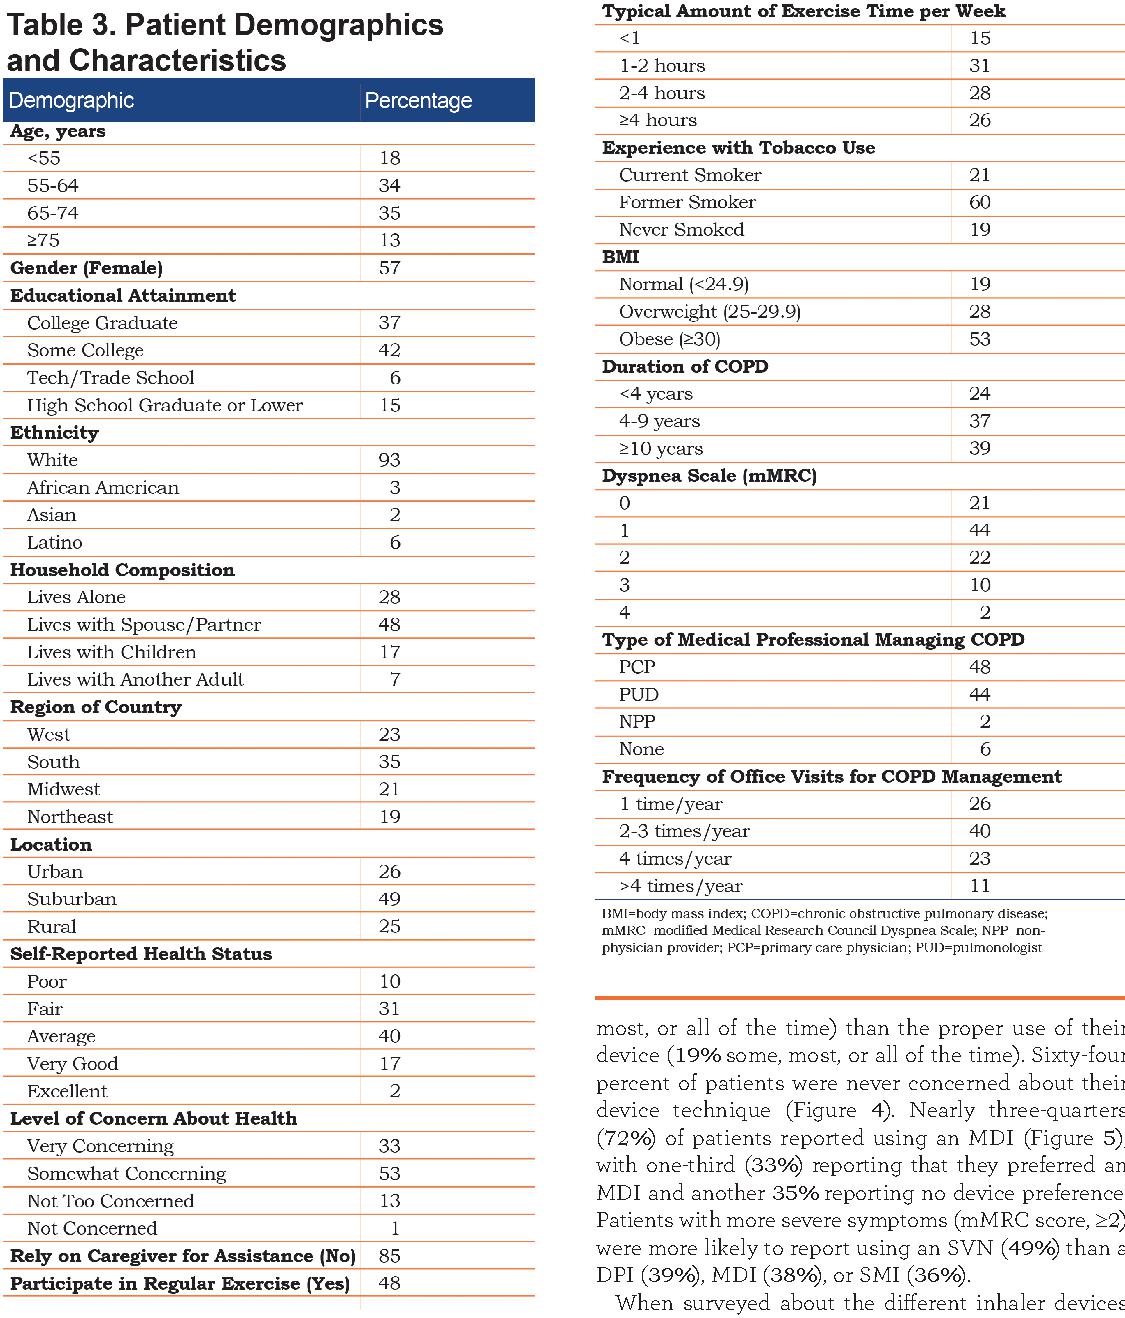 Table 3. Patient Demographics
and Characteristics
Demographic Percentage
Age, years
<55 18
55-64 34
65-74 35
≥75 13
Gender (Female) 57
Educational Attainment
College Graduate 37
Some College 42
Tech/Trade School 6
High School Graduate or Lower 15
Ethnicity
White 93
African American 3
Asian 2
Latino 6
Household Composition
Lives Alone 28
Lives with Spouse/Partner 48
Lives with Children 17
Lives with Another Adult 7
Region of Country
West 23
South 35
Midwest 21
Northeast 19
Location
Urban 26
Suburban 49
Rural 25
Self-Reported Health Status
Poor 10
Fair 31
Average 40
Very Good 17
Excellent 2
Level of Concern About Health
Very Concerning 33
Somewhat Concerning 53
Not Too Concerned 13
Not Concerned 1
Rely on Caregiver for Assistance (No) 85
Participate in Regular Exercise (Yes) 48
Typical Amount of Exercise Time per Week
<1 15
1-2 hours 31
2-4 hours 28
≥4 hours 26
Experience with Tobacco Use
Current Smoker 21
Former Smoker 60
Never Smoked 19
BMI
Normal (<24.9) 19
Overweight (25-29.9) 28
Obese (≥30) 53
Duration of COPD
<4 years 24
4-9 years 37
≥10 years 39
Dyspnea Scale (mMRC)
0 21
1 44
2 22
3 10
4 2
Type of Medical Professional Managing COPD
PCP 48
PUD 44
NPP 2
None 6
Frequency of Office Visits for COPD Management
1 time/year 26
2-3 times/year 40
4 times/year 23
>4 times/year 11
BMI=body mass index; COPD=chronic obstructive pulmonary disease;
mMRC modified Medical Research Council Dyspnea Scale; NPP non-
physician provider; PCP=primary care physician; PUD=pulmonologist
most, or all of the time) than the proper use of their
device (19% some, most, or all of the time). Sixty-four
percent of patients were never concerned about their
device technique (Figure 4). Nearly three-quarters
(72%) of patients reported using an MDI (Figure 5),
with one-third (33%) reporting that they preferred an
MDI and another 35% reporting no device preference.
Patients with more severe symptoms (mMRC score, ≥2)
were more likely to report using an SVN (49%) than a
DPI (39%), MDI (38%), or SMI (36%).
When surveyed about the different inhaler devices